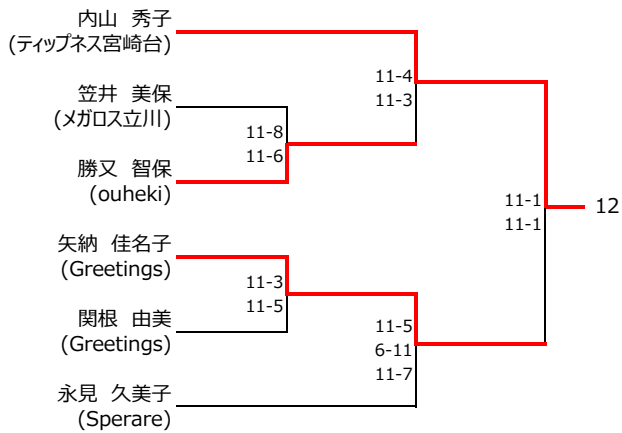 内山 秀子
(ティップネス宮崎台)
笠井 美保
(メガロス立川)
勝又 智保
(ouheki)
矢納 佳名子
(Greetings)
関根 由美
(Greetings)
永見 久美子
(Sperare)
11-8
11-6
11-3
11-5
11-4
11-3
11-5
6-11
11-7
11-1
11-1
12